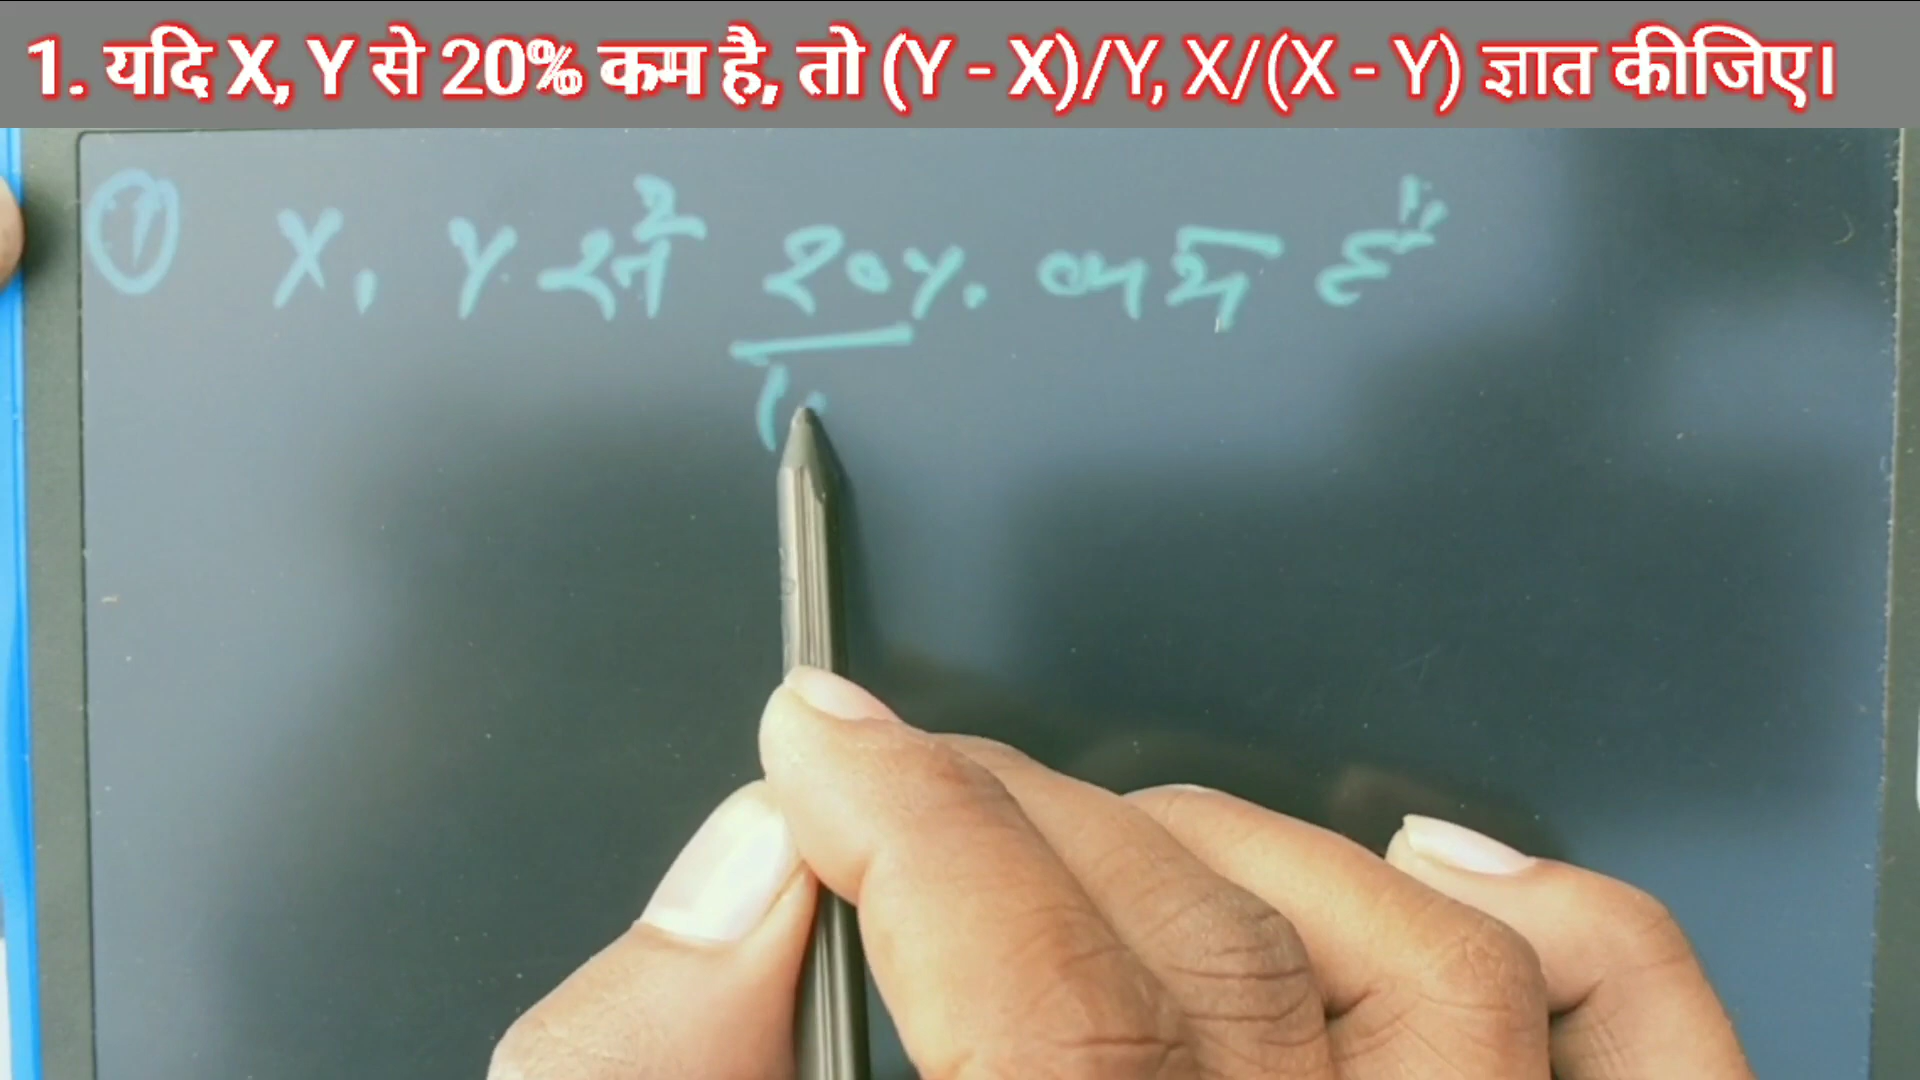 1. यदि X, Y से 20% कम है, तो (Y - X)/Y, X/(X - Y) ज्ञात कीजिए।
① X, Y से 20%. कम है"